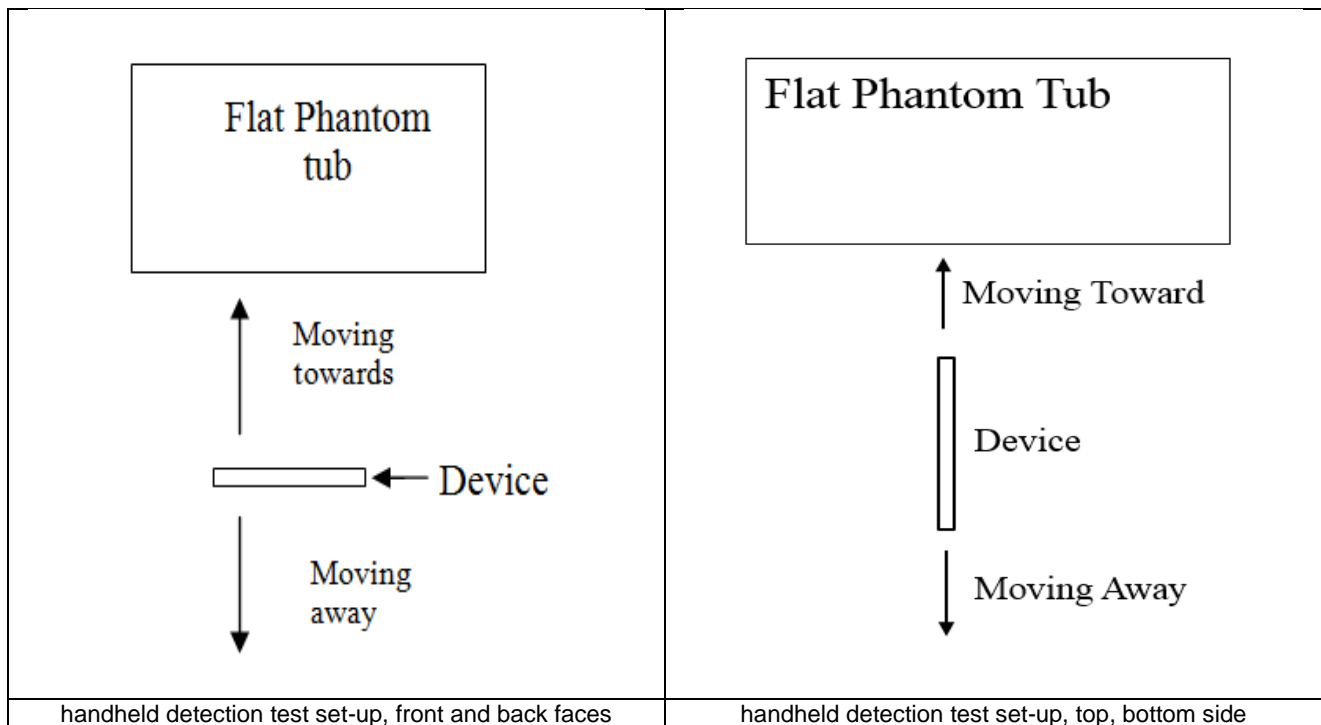 Flat Phantom
tub
Moving
towards
Device
Moving
away
handheld detection test set-up, front and back faces
Flat Phantom Tub
Moving Toward
Device
Moving Away
handheld detection test set-up, top, bottom side